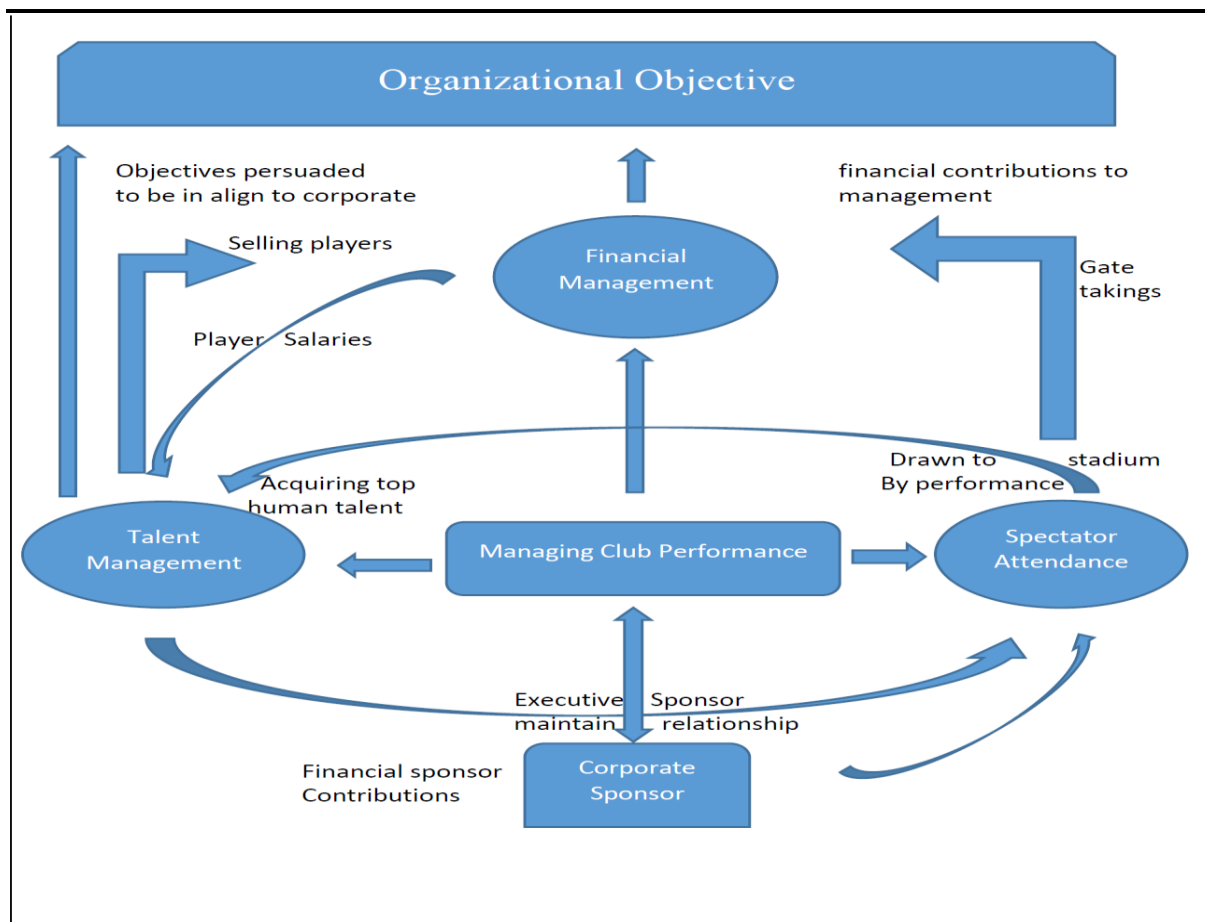 Organizational Objective
Objectives persuaded
to be in align to corporate
financial contributions to
management
Selling players
Financial
Management
Gate
takings
Player Salaries
Drawn to stadium
By performance
Acquiring top
human talent
Talent
Management
Managing Club Performance
Spectator
Attendance
Executive Sponsor
maintain relationship
Financial sponsor
Contributions
Corporate
Sponsor